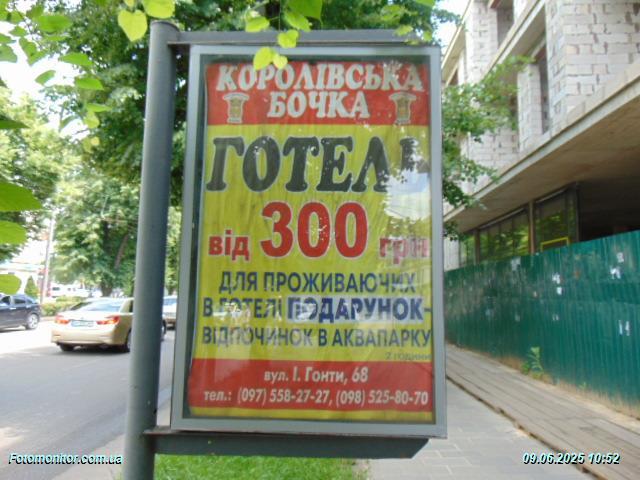 КОРОЛІВСЬКА
БОЧКА
ГОТЕЛЬ
від 300 грн
ДЛЯ ПРОЖИВАЮЧИХ
В ГОТЕЛІ ПОДАРУНОК-
ВІДПОЧИНОК В АКВАПАРКУ
2 години
вул. І. Гонти, 68
тел.: (097) 558-27-27, (098) 525-80-70
Fotomonitor.com.ua
09.06.2025 10:52